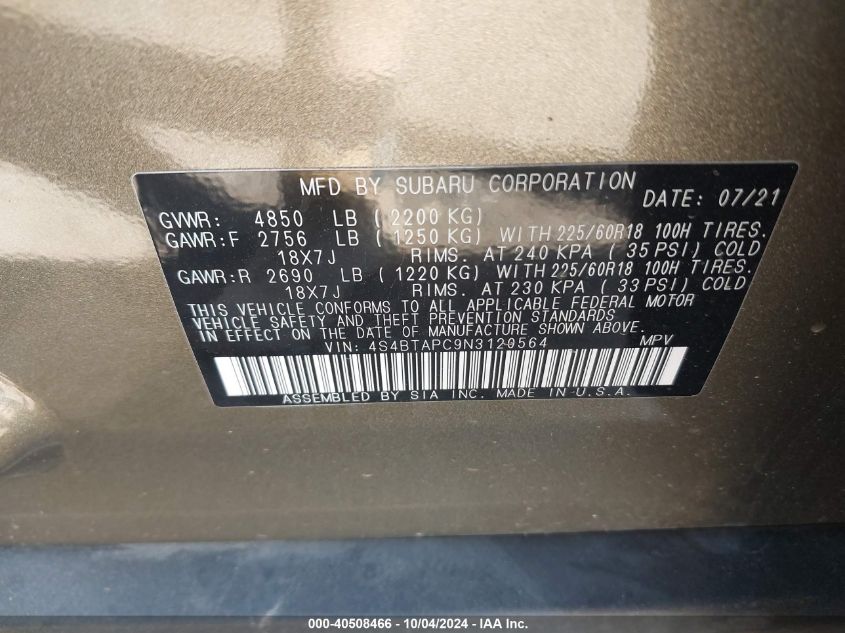 MFD BY SUBARU CORPORATION DATE: 07/21
GVWR: 4850 LB (2200 KG)
GAWR:F 2756 LB (1250 KG) WITH 225/60R18 100H TIRES.
18X7J RIMS. AT 240 KPA (35 PSI) COLD
GAWR:R 2690 LB (1220 KG) WITH 225/60R18 100H TIRES.
18X7J RIMS. AT 230 KPA (33 PSI) COLD
THIS VEHICLE CONFORMS TO ALL APPLICABLE FEDERAL MOTOR
VEHICLE SAFETY AND THEFT PREVENTION STANDARDS
IN EFFECT ON THE DATE OF MANUFACTURE SHOWN ABOVE.
VIN: 4S4BTAPC9N3120564 MPV
ASSEMBLED BY SIA INC. MADE IN U.S.A.
000-40508466 - 10/04/2024 - IAA Inc.